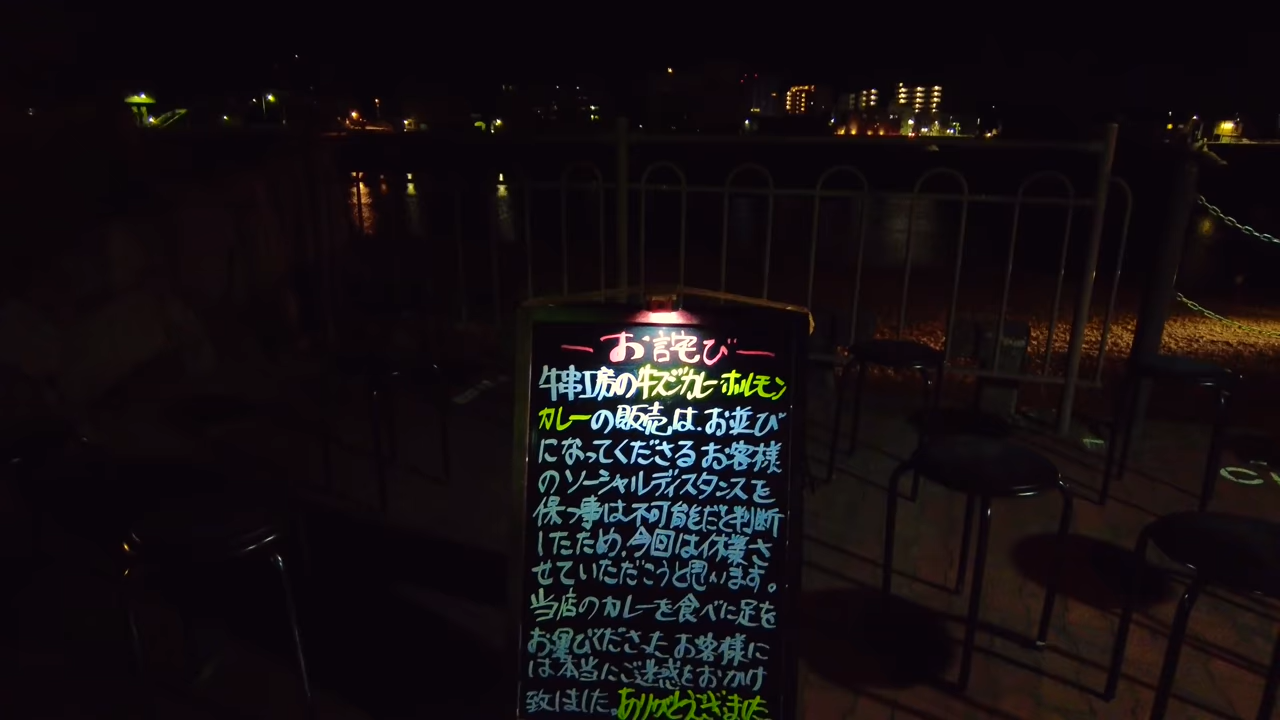 ーお詫びー
牛串工房の牛スジカレーホルモン
カレーの販売は、お並び
になってくださるお客様
のソーシャルディスタンスを
保つ事は不可能だと判断
したため、今回は休業さ
せていただこうと思います。
当店のカレーを食べに足を
お運びくださったお客様に
は本当にご迷惑をおかけ
致しました。ありがとうございました